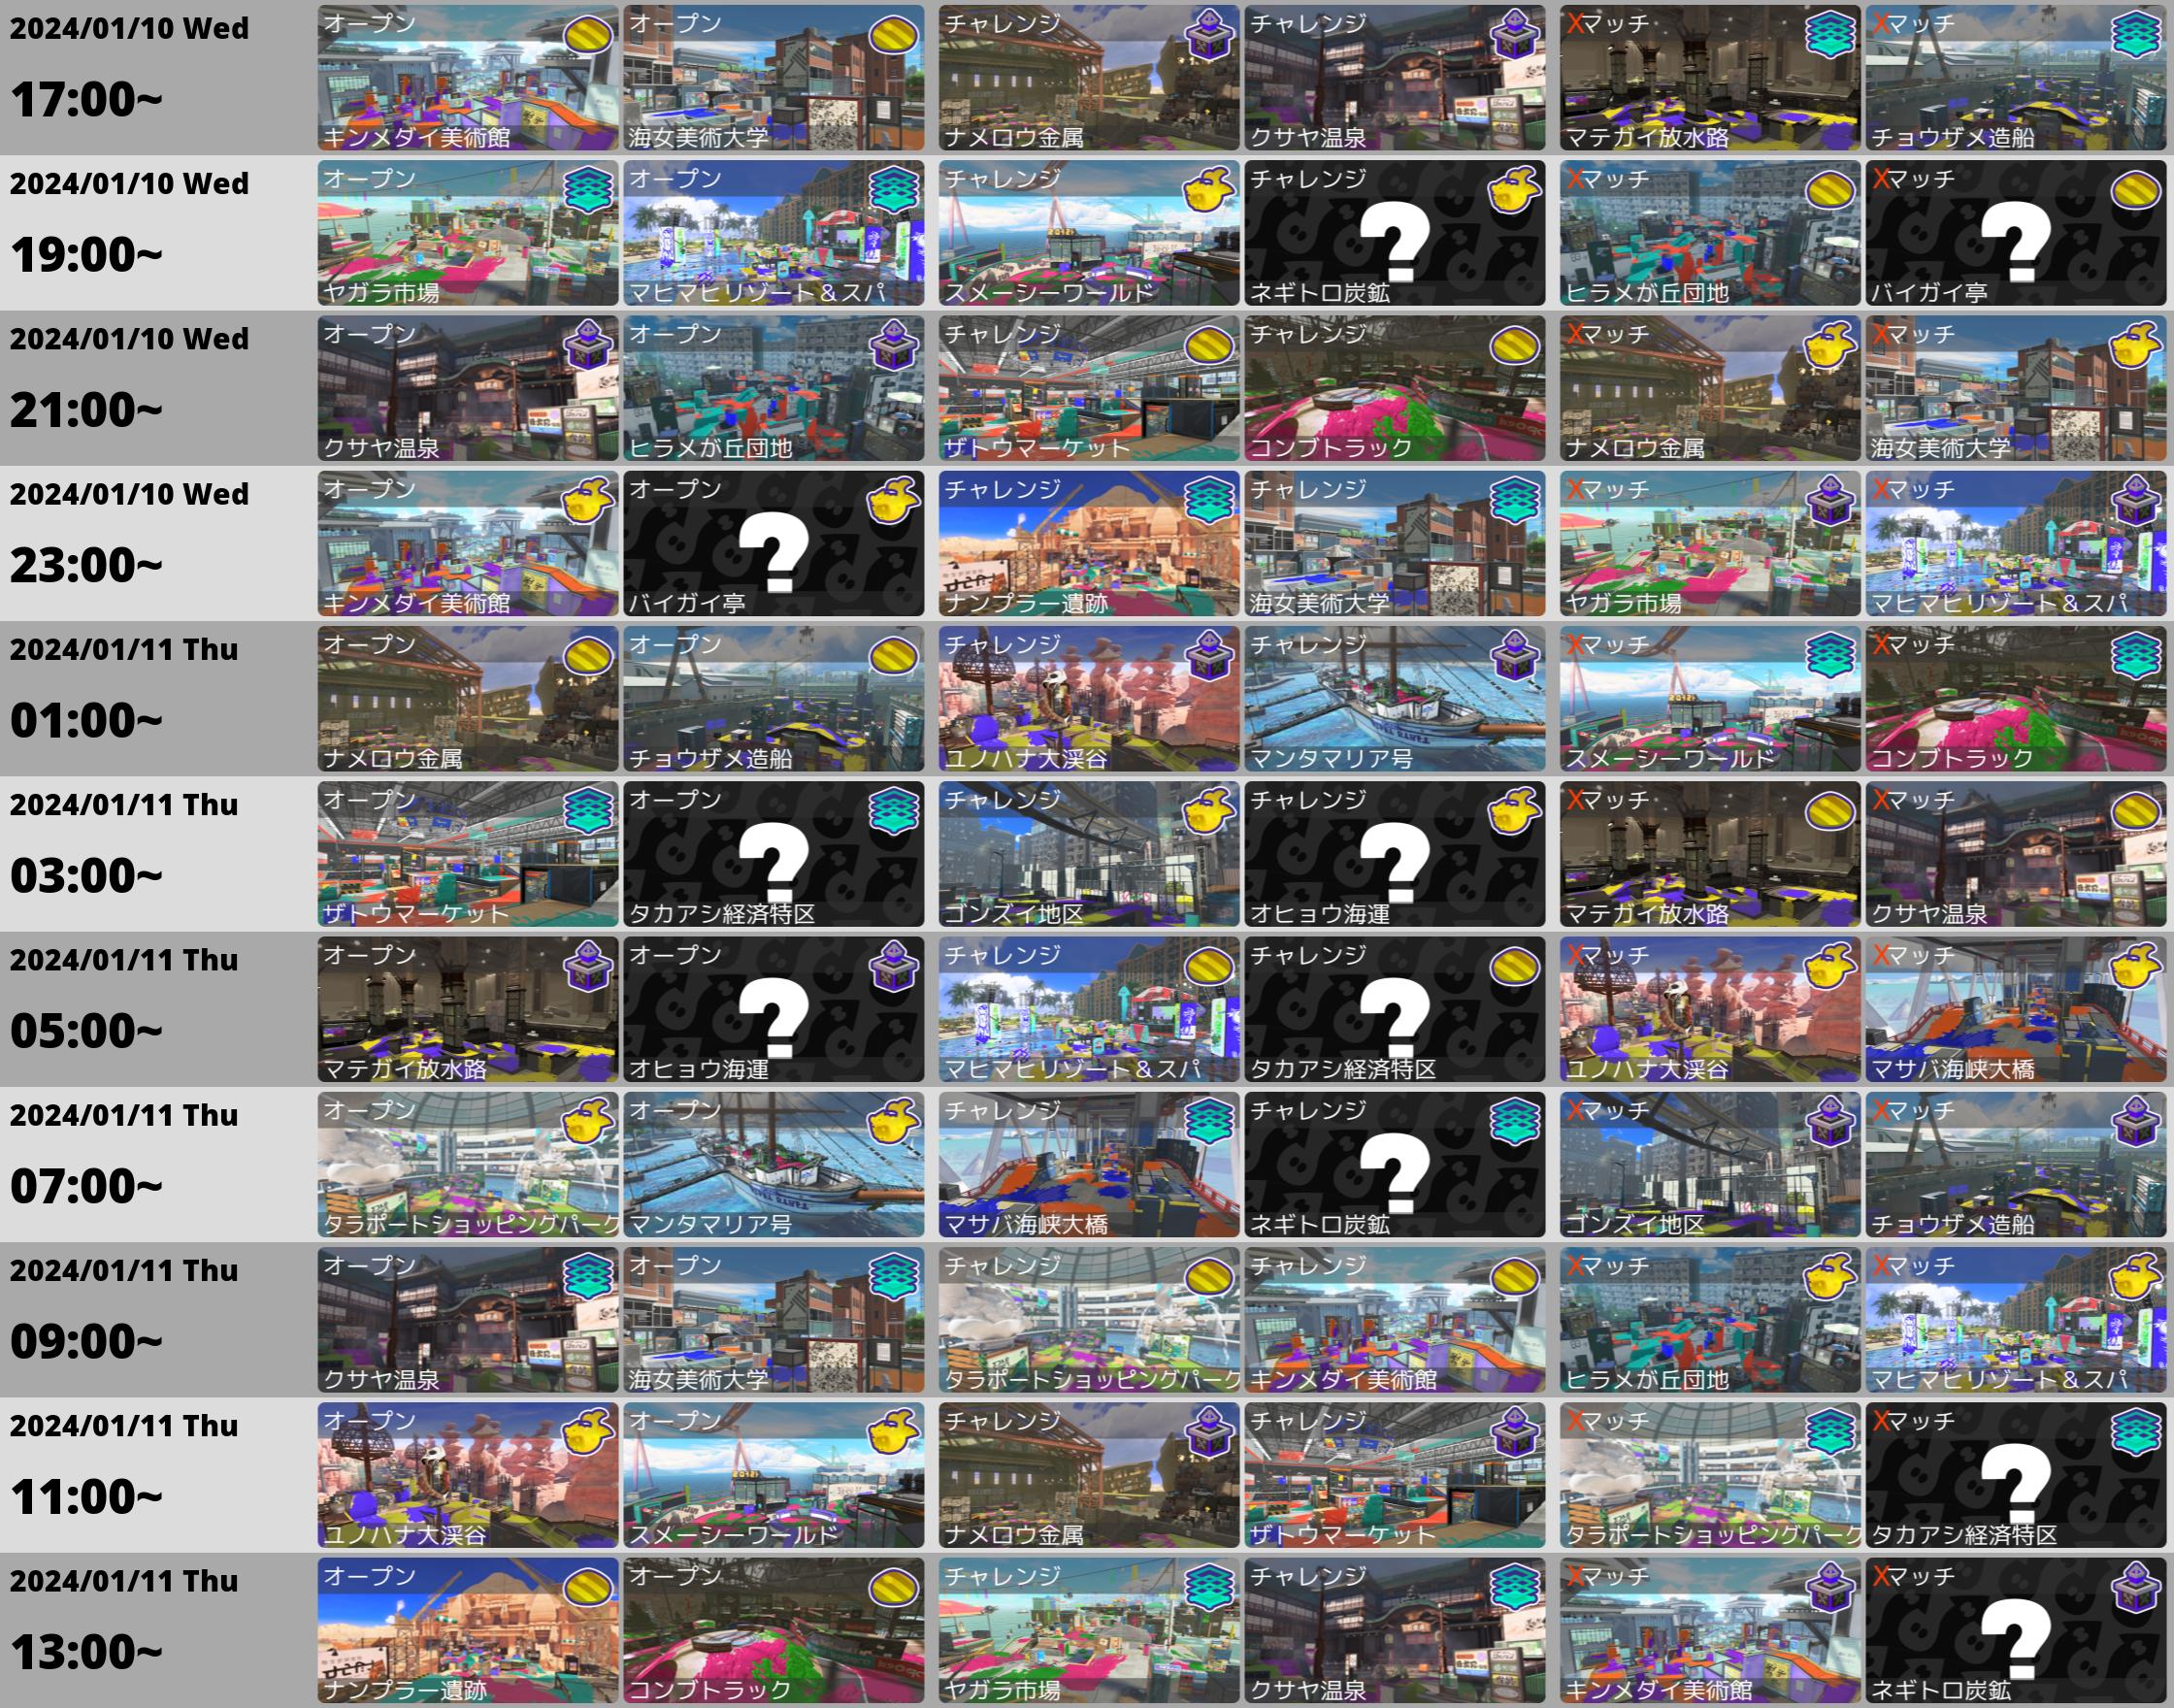 2024/01/10 Wed
17:00~
オープン オープン チャレンジ チャレンジ Xマッチ Xマッチ
キンメダイ美術館 海女美術大学 ナメロウ金属 クサヤ温泉 マテガイ放水路 チョウザメ造船
2024/01/10 Wed
19:00~
オープン オープン チャレンジ チャレンジ Xマッチ Xマッチ
ヤガラ市場 マヒマヒリゾート&スパ スメーシーワールド ネギトロ炭鉱 ヒラメが丘団地 バイガイ亭
2024/01/10 Wed
21:00~
オープン オープン チャレンジ チャレンジ Xマッチ Xマッチ
クサヤ温泉 ヒラメが丘団地 ザトウマーケット コンブトラック ナメロウ金属 海女美術大学
2024/01/10 Wed
23:00~
オープン オープン チャレンジ チャレンジ Xマッチ Xマッチ
キンメダイ美術館 バイガイ亭 ナンプラー遺跡 海女美術大学 ヤガラ市場 マヒマヒリゾート&スパ
2024/01/11 Thu
01:00~
オープン オープン チャレンジ チャレンジ Xマッチ Xマッチ
ナメロウ金属 チョウザメ造船 ユノハナ大渓谷 マンタマリア号 スメーシーワールド コンブトラック
2024/01/11 Thu
03:00~
オープン オープン チャレンジ チャレンジ Xマッチ Xマッチ
ザトウマーケット タカアシ経済特区 ゴンズイ地区 オヒョウ海運 マテガイ放水路 クサヤ温泉
2024/01/11 Thu
05:00~
オープン オープン チャレンジ チャレンジ Xマッチ Xマッチ
マテガイ放水路 オヒョウ海運 マヒマヒリゾート&スパ タカアシ経済特区 ユノハナ大渓谷 マサバ海峡大橋
2024/01/11 Thu
07:00~
オープン オープン チャレンジ チャレンジ Xマッチ Xマッチ
タラポートショッピングパーク マンタマリア号 マサバ海峡大橋 ネギトロ炭鉱 ゴンズイ地区 チョウザメ造船
2024/01/11 Thu
09:00~
オープン オープン チャレンジ チャレンジ Xマッチ Xマッチ
クサヤ温泉 海女美術大学 タラポートショッピングパーク キンメダイ美術館 ヒラメが丘団地 マヒマヒリゾート&スパ
2024/01/11 Thu
11:00~
オープン オープン チャレンジ チャレンジ Xマッチ Xマッチ
ユノハナ大渓谷 スメーシーワールド ナメロウ金属 ザトウマーケット タラポートショッピングパーク タカアシ経済特区
2024/01/11 Thu
13:00~
オープン オープン チャレンジ チャレンジ Xマッチ Xマッチ
ナンプラー遺跡 コンブトラック ヤガラ市場 クサヤ温泉 キンメダイ美術館 ネギトロ炭鉱